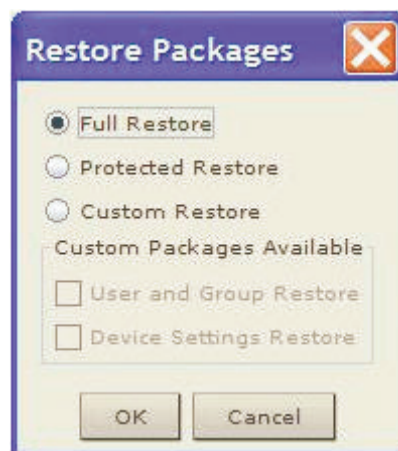 Restore Packages
Full Restore
Protected Restore
Custom Restore
Custom Packages Available
User and Group Restore
Device Settings Restore
OK Cancel